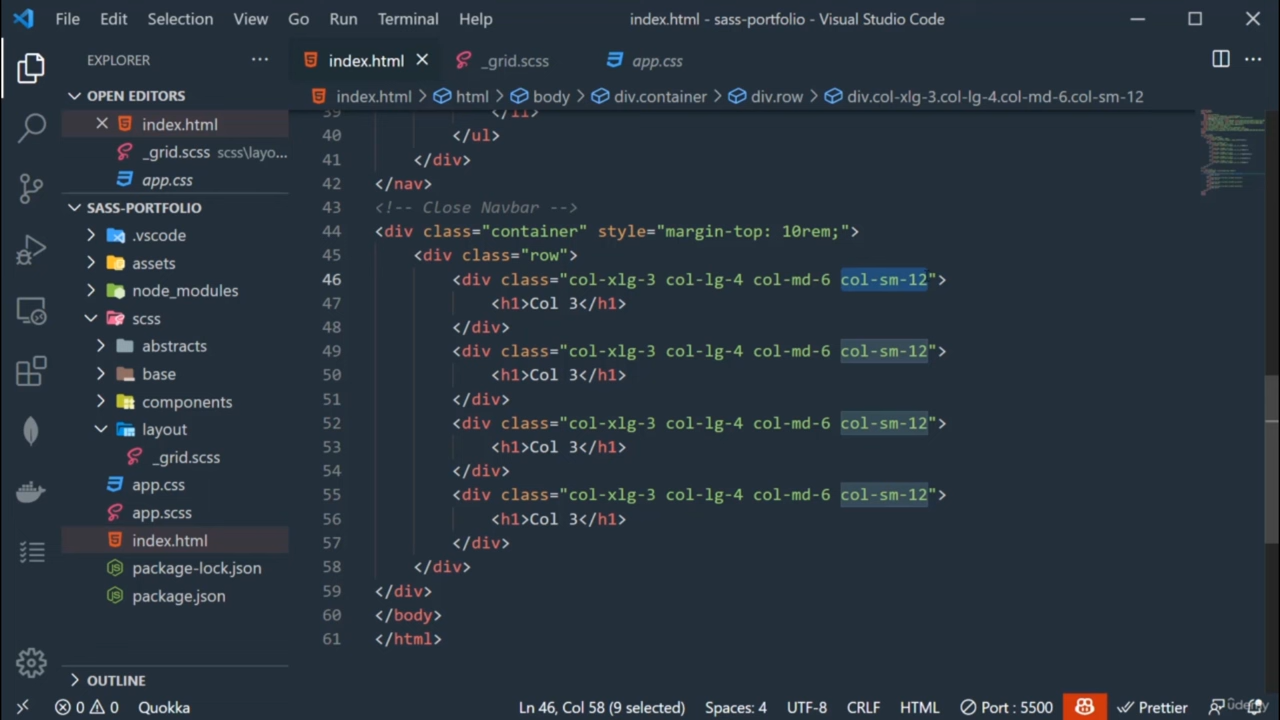 File Edit Selection View Go Run Terminal Help index.html - sass-portfolio - Visual Studio Code
EXPLORER
index.html
_grid.scss
app.css
OPEN EDITORS
index.html > html > body > div.container > div.row > div.col-xlg-3.col-lg-4.col-md-6.col-sm-12
index.html
_grid.scss scss\layo...
app.css
SASS-PORTFOLIO
.vscode
assets
node_modules
scss
abstracts
base
components
layout
_grid.scss
app.css
app.scss
index.html
package-lock.json
package.json
OUTLINE
39 </li>
40 </ul>
41 </div>
42 </nav>
43 <!-- Close Navbar -->
44 <div class="container" style="margin-top: 10rem;">
45 <div class="row">
46 <div class="col-xlg-3 col-lg-4 col-md-6 col-sm-12">
47 <h1>Col 3</h1>
48 </div>
49 <div class="col-xlg-3 col-lg-4 col-md-6 col-sm-12">
50 <h1>Col 3</h1>
51 </div>
52 <div class="col-xlg-3 col-lg-4 col-md-6 col-sm-12">
53 <h1>Col 3</h1>
54 </div>
55 <div class="col-xlg-3 col-lg-4 col-md-6 col-sm-12">
56 <h1>Col 3</h1>
57 </div>
58 </div>
59 </div>
60 </body>
61 </html>
0 0 Quokka Ln 46, Col 58 (9 selected) Spaces: 4 UTF-8 CRLF HTML Port : 5500 Prettier
udemy